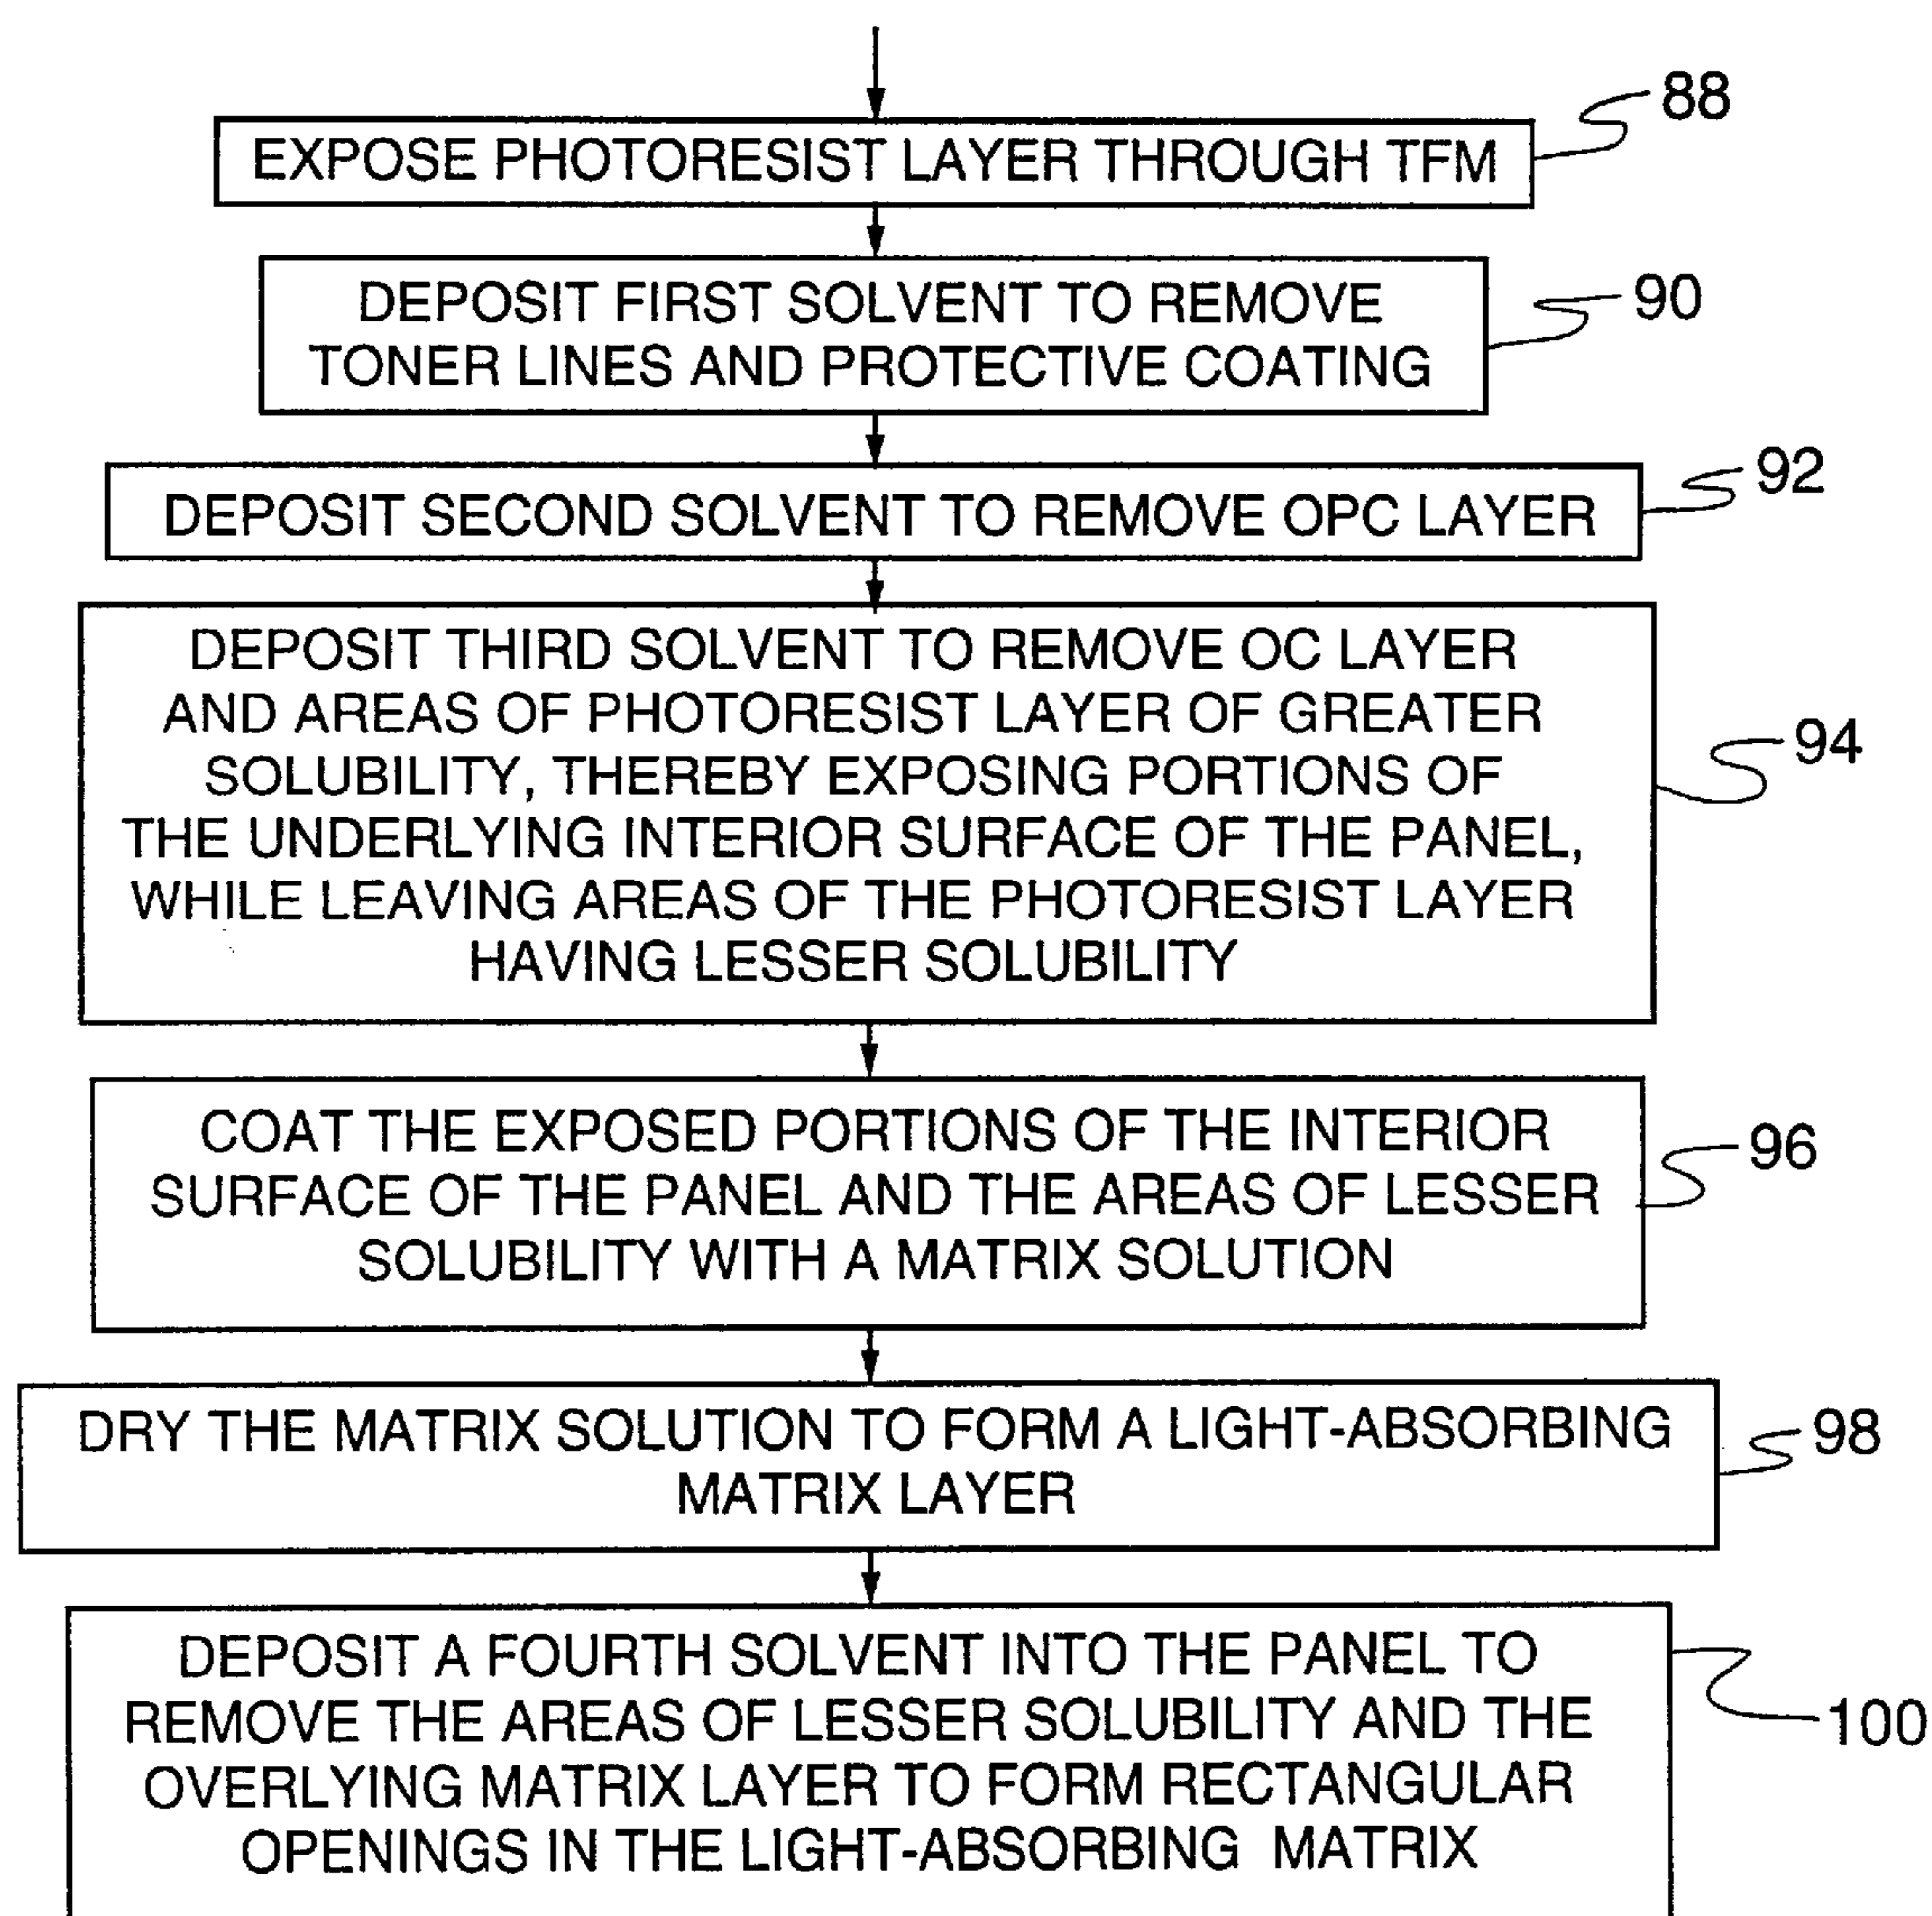 88
EXPOSE PHOTORESIST LAYER THROUGH TFM
90
DEPOSIT FIRST SOLVENT TO REMOVE
TONER LINES AND PROTECTIVE COATING
92
DEPOSIT SECOND SOLVENT TO REMOVE OPC LAYER
DEPOSIT THIRD SOLVENT TO REMOVE OC LAYER
AND AREAS OF PHOTORESIST LAYER OF GREATER
94
SOLUBILITY, THEREBY EXPOSING PORTIONS OF
THE UNDERLYING INTERIOR SURFACE OF THE PANEL,
WHILE LEAVING AREAS OF THE PHOTORESIST LAYER
HAVING LESSER SOLUBILITY
COAT THE EXPOSED PORTIONS OF THE INTERIOR
96
SURFACE OF THE PANEL AND THE AREAS OF LESSER
SOLUBILITY WITH A MATRIX SOLUTION
DRY THE MATRIX SOLUTION TO FORM A LIGHT-ABSORBING
98
MATRIX LAYER
DEPOSIT A FOURTH SOLVENT INTO THE PANEL TO
REMOVE THE AREAS OF LESSER SOLUBILITY AND THE
100
OVERLYING MATRIX LAYER TO FORM RECTANGULAR
OPENINGS IN THE LIGHT-ABSORBING MATRIX